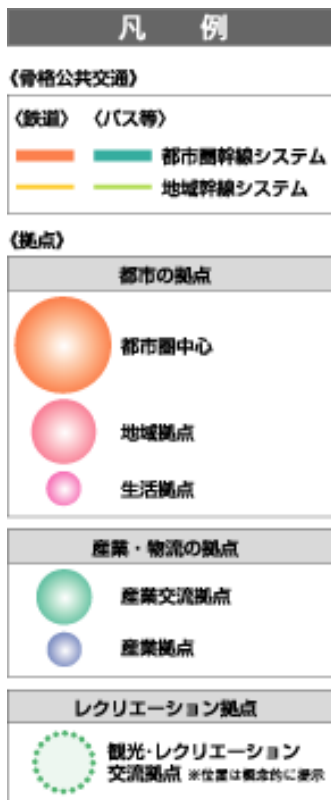 凡 例
《骨格公共交通》
〈鉄道〉 〈バス等〉
都市圏幹線システム
地域幹線システム
《拠点》
都市の拠点
都市圏中心
地域拠点
生活拠点
産業・物流の拠点
産業交流拠点
産業拠点
レクリエーション拠点
観光・レクリエーション
交流拠点 ※位置は概念的に表示